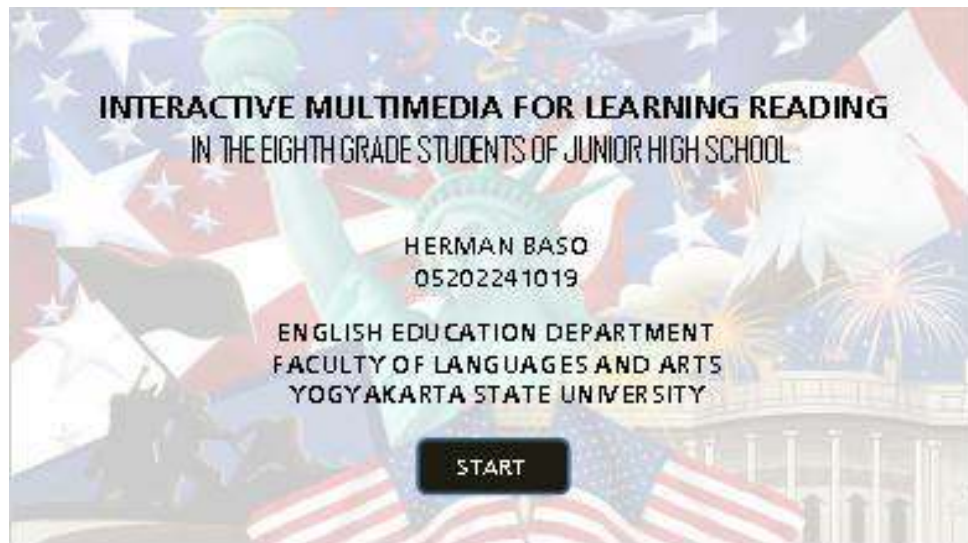 INTERACTIVE MULTIMEDIA FOR LEARNING READING
IN THE EIGHTH GRADE STUDENTS OF JUNIOR HIGH SCHOOL
HERMAN BASO
05202241019
ENGLISH EDUCATION DEPARTMENT
FACULTY OF LANGUAGES AND ARTS
YOGYAKARTA STATE UNIVERSITY
START